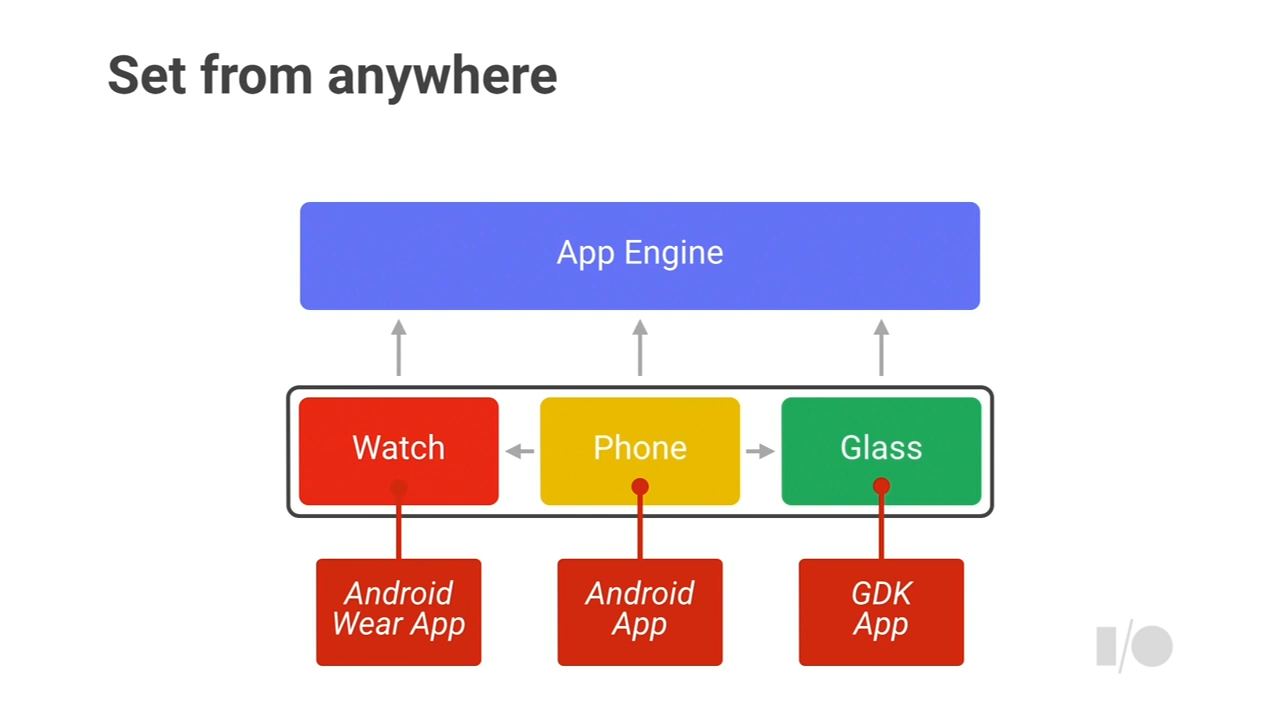 Set from anywhere
App Engine
Watch
Phone
Glass
Android
Wear App
Android
App
GDK
App
I/O